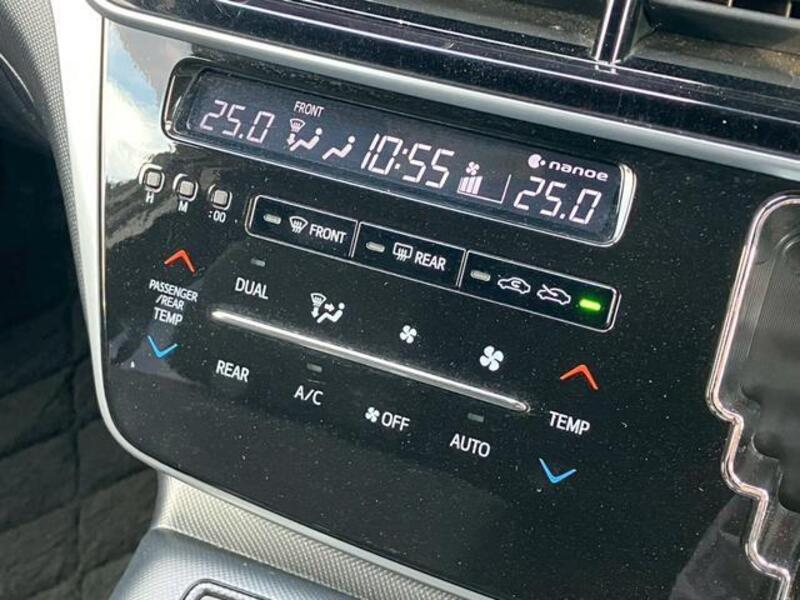 FRONT
25.0 10:55 nanoe 25.0
H M :00
FRONT REAR
PASSENGER
/REAR
TEMP
DUAL
REAR A/C OFF AUTO TEMP